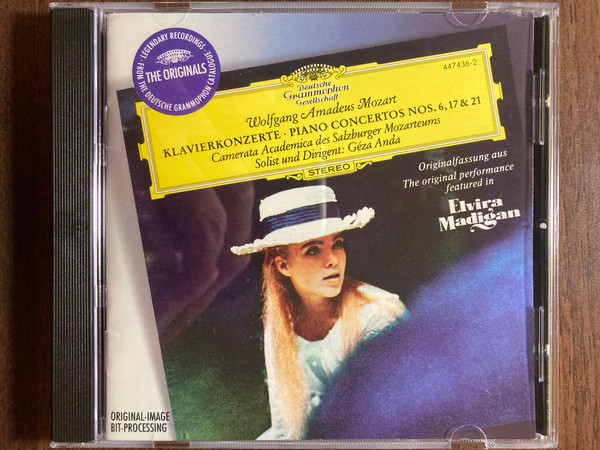 LEGENDARY RECORDINGS ·
FROM THE DEUTSCHE GRAMMOPHON CATALOGUE ·
THE ORIGINALS
447436-2
Deutsche
Grammophon
Gesellschaft
Wolfgang Amadeus Mozart
KLAVIERKONZERTE · PIANO CONCERTOS NOS. 6, 17 & 21
Camerata Academica des Salzburger Mozarteums
Solist und Dirigent: Géza Anda
STEREO
Originalfassung aus
The original performance
featured in
Elvira
Madigan
ORIGINAL-IMAGE
BIT-PROCESSING